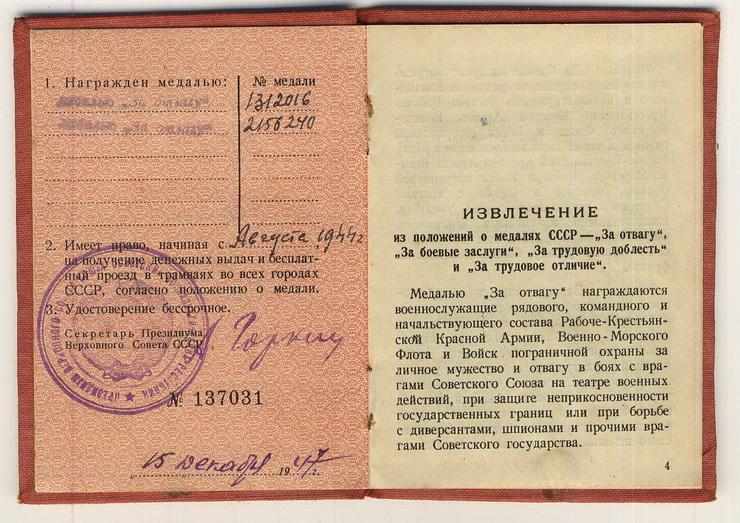 1. Награжден медалью:
№ медали
1312016
2156240
2. Имеет право, начиная с Августа 1944 г
на получение денежных выдач и бесплат-
ный проезд в трамваях во всех городах
СССР, согласно положению о медали.
3. Удостоверение бессрочное.
Секретарь Президиума
Верховного Совета СССР
Горкин
№ 137031
„15 Декабря 1947 г.
ИЗВЛЕЧЕНИЕ
из положений о медалях СССР—„За отвагу“,
„За боевые заслуги“, „За трудовую доблесть“
и „За трудовое отличие“.
Медалью „За отвагу“ награждаются
военнослужащие рядового, командного и
начальствующего состава Рабоче-Крестьян-
ской Красной Армии, Военно-Морского
Флота и Войск пограничной охраны за
личное мужество и отвагу в боях с вра-
гами Советского Союза на театре военных
действий, при защите неприкосновенности
государственных границ или при борьбе
с диверсантами, шпионами и прочими вра-
гами Советского государства.
4